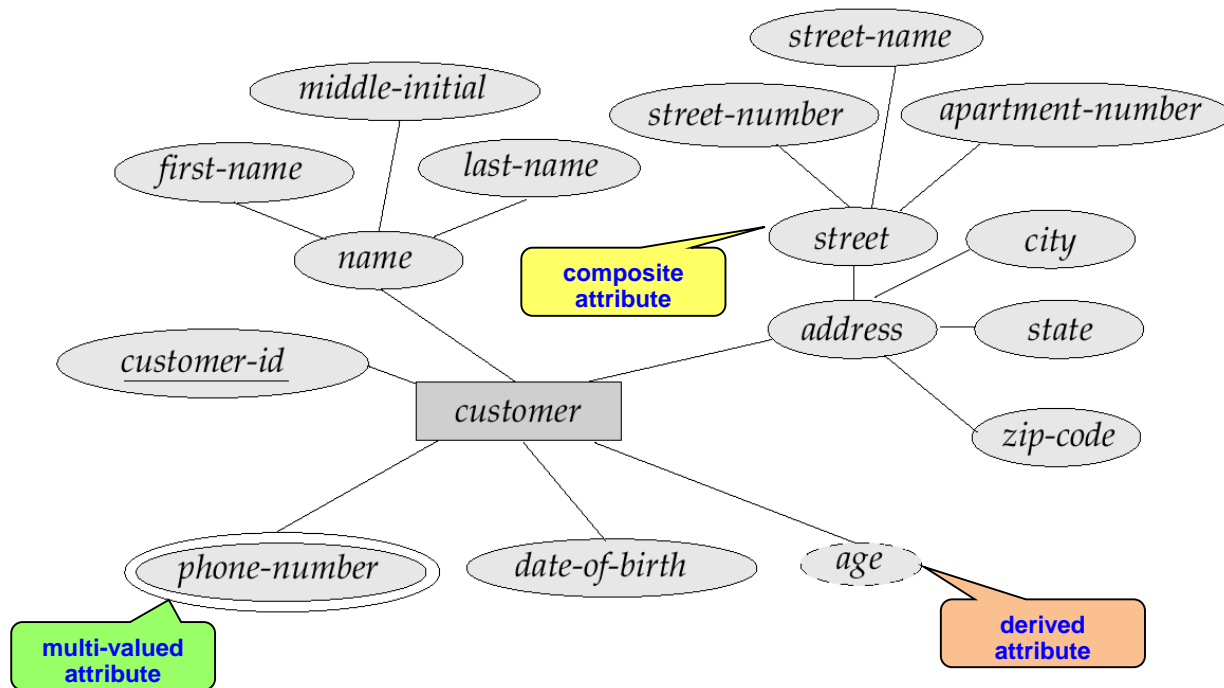 street-name
middle-initial
street-number
apartment-number
first-name
last-name
name
street
city
composite
attribute
address
state
customer-id
customer
zip-code
phone-number
date-of-birth
age
multi-valued
attribute
derived
attribute